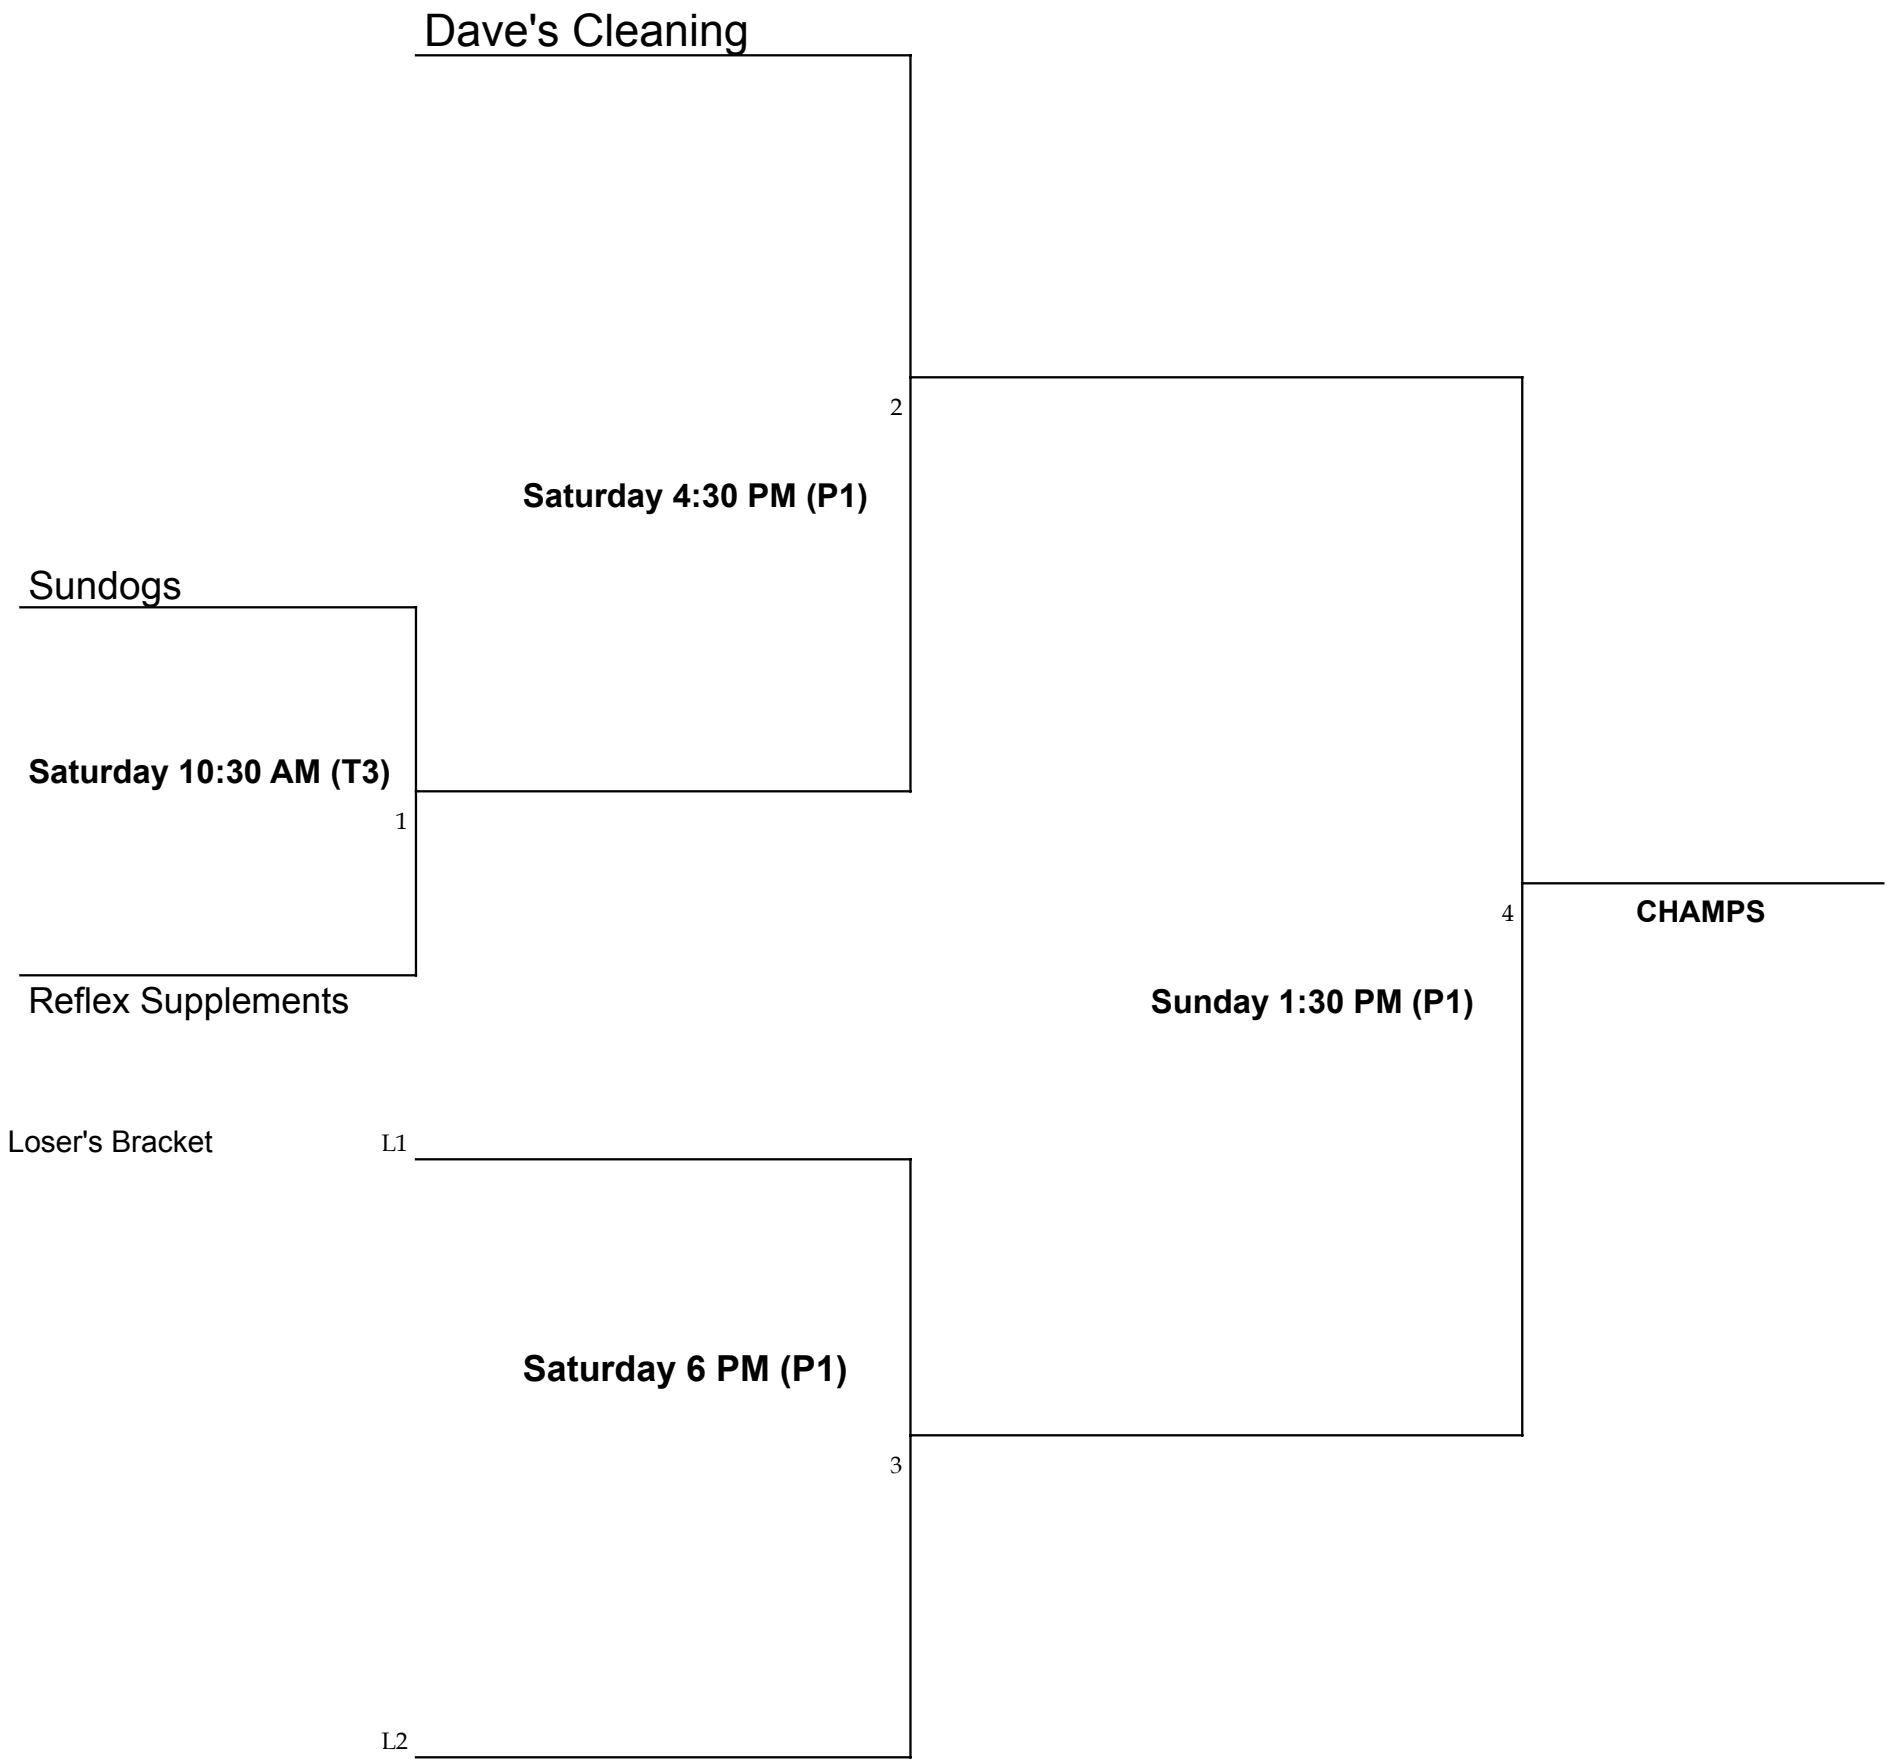 Dave's Cleaning
2
Saturday 4:30 PM (P1)
Sundogs
Saturday 10:30 AM (T3)
1
4
CHAMPS
Reflex Supplements
Sunday 1:30 PM (P1)
Loser's Bracket
L1
Saturday 6 PM (P1)
3
L2